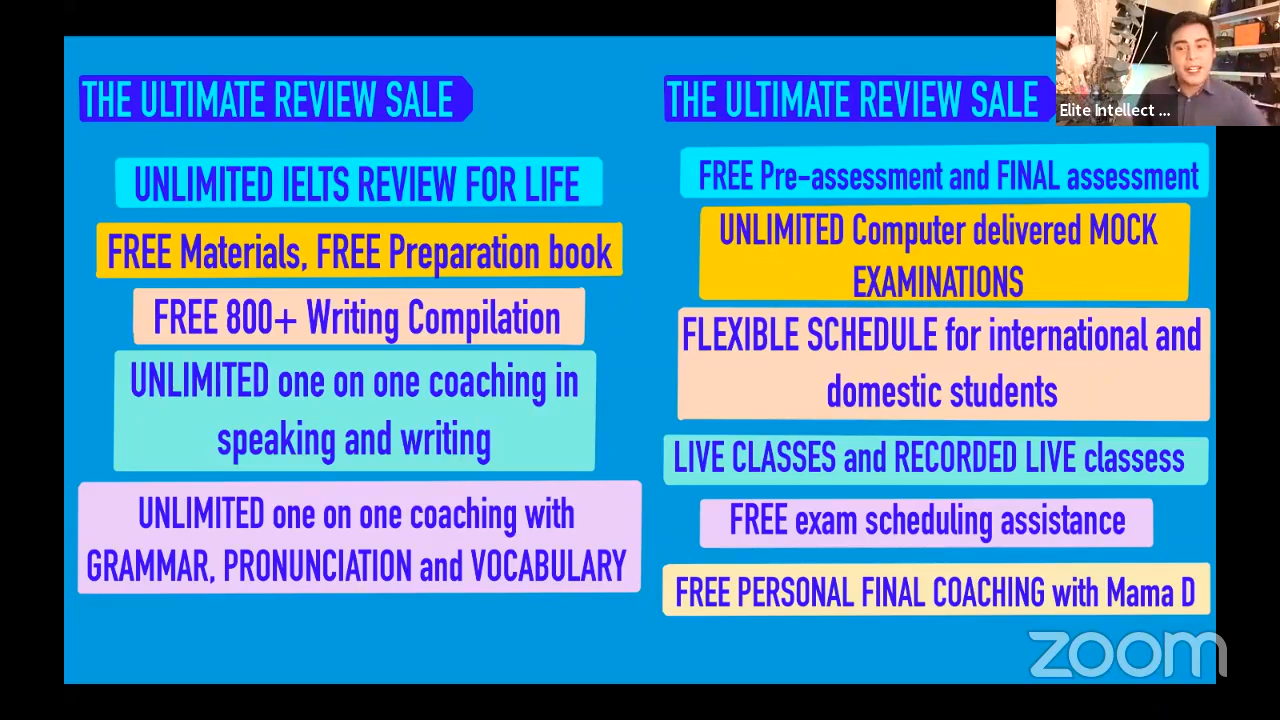 THE ULTIMATE REVIEW SALE
UNLIMITED IELTS REVIEW FOR LIFE
FREE Materials, FREE Preparation book
FREE 800+ Writing Compilation
UNLIMITED one on one coaching in
speaking and writing
UNLIMITED one on one coaching with
GRAMMAR, PRONUNCIATION and VOCABULARY
THE ULTIMATE REVIEW SALE
FREE Pre-assessment and FINAL assessment
UNLIMITED Computer delivered MOCK
EXAMINATIONS
FLEXIBLE SCHEDULE for international and
domestic students
LIVE CLASSES and RECORDED LIVE classess
FREE exam scheduling assistance
FREE PERSONAL FINAL COACHING with Mama D
Elite Intellect ...
zoom